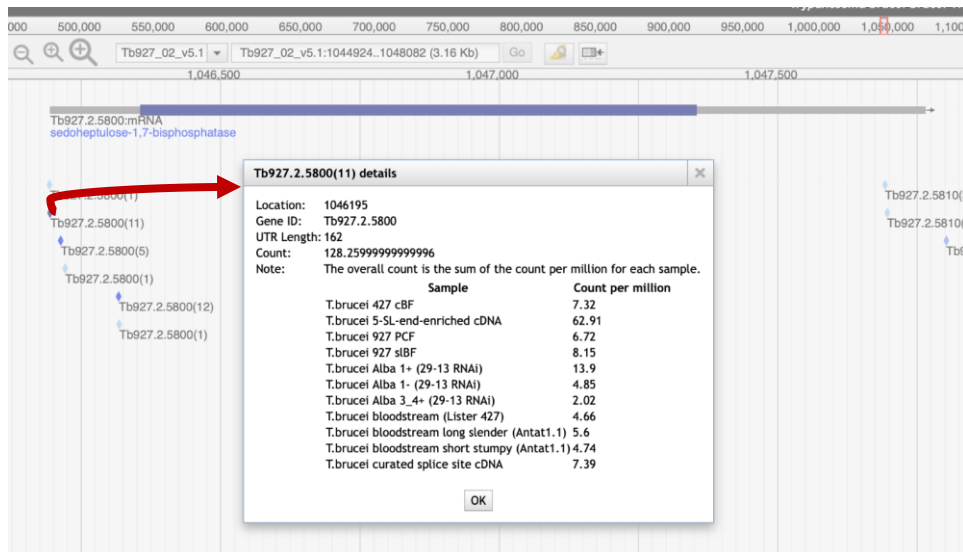 000 500,000 550,000 600,000 650,000 700,000 750,000 800,000 850,000 900,000 950,000 1,000,000 1,050,000 1,100
Tb927_02_v5.1 Tb927_02_v5.1:1044924..1048082 (3.16 Kb) Go
1,046,500 1,047,000 1,047,500
Tb927.2.5800:mRNA
sedoheptulose-1,7-bisphosphatase
Tb927.2.5800(11) details
Location: 1046195
Gene ID: Tb927.2.5800
UTR Length: 162
Count: 128.25999999999996
Note: The overall count is the sum of the count per million for each sample.
Sample Count per million
T.brucei 427 cBF 7.32
T.brucei 5-SL-end-enriched cDNA 62.91
T.brucei 927 PCF 6.72
T.brucei 927 slBF 8.15
T.brucei Alba 1+ (29-13 RNAi) 13.9
T.brucei Alba 1- (29-13 RNAi) 4.85
T.brucei Alba 3_4+ (29-13 RNAi) 2.02
T.brucei bloodstream (Lister 427) 4.66
T.brucei bloodstream long slender (Antat1.1) 5.6
T.brucei bloodstream short stumpy (Antat1.1) 4.74
T.brucei curated splice site cDNA 7.39
OK
Tb927.2.5800(1)
Tb927.2.5800(11)
Tb927.2.5800(5)
Tb927.2.5800(1)
Tb927.2.5800(12)
Tb927.2.5800(1)
Tb927.2.5810(
Tb927.2.5810(
Tb9